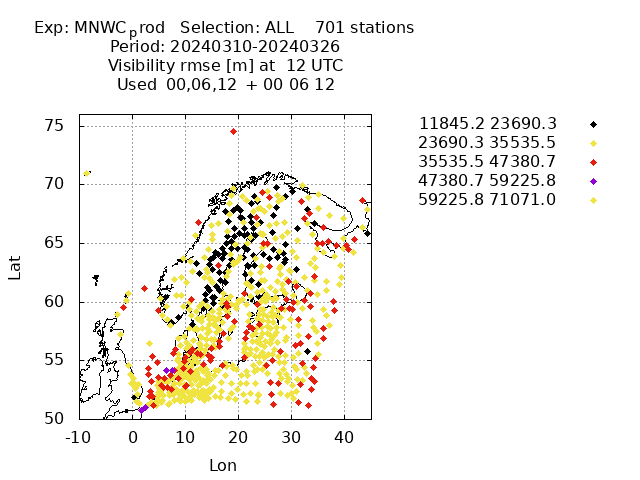 Exp: MNWC_prod   Selection: ALL    701 stations
Period: 20240310-20240326
Visibility rmse [m] at  12 UTC
Used  00,06,12  + 00 06 12
11845.2 23690.3
23690.3 35535.5
35535.5 47380.7
47380.7 59225.8
59225.8 71071.0
75
70
65
60
55
50
Lat
-10 0 10 20 30 40
Lon